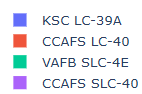 KSC LC-39A
CCAFS LC-40
VAFB SLC-4E
CCAFS SLC-40